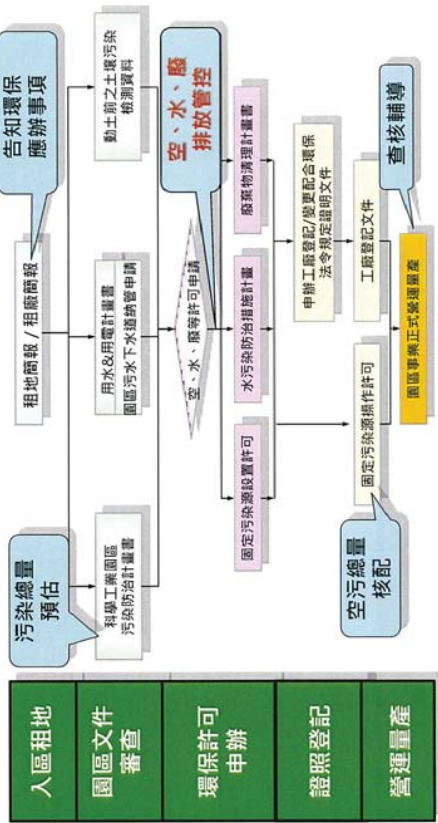 入區租地
園區文件
審查
環保許可
申辦
證照登記
營運量產
告知環保
應辦事項
租地簡報 / 租廠簡報
污染總量
預估
科學工業園區
污染防治計畫書
用水&用電計畫書
園區污水下水道納管申請
動土前之土壤污染
檢測資料
空、水、廢
排放管控
空、水、廢等許可申請
固定污染源設置許可
水污染防治措施計畫
廢棄物清理計畫書
申辦工廠登記/變更配合環保
法令規定證明文件
空污總量
核配
固定污染源操作許可
工廠登記文件
查核輔導
園區事業正式營運量產